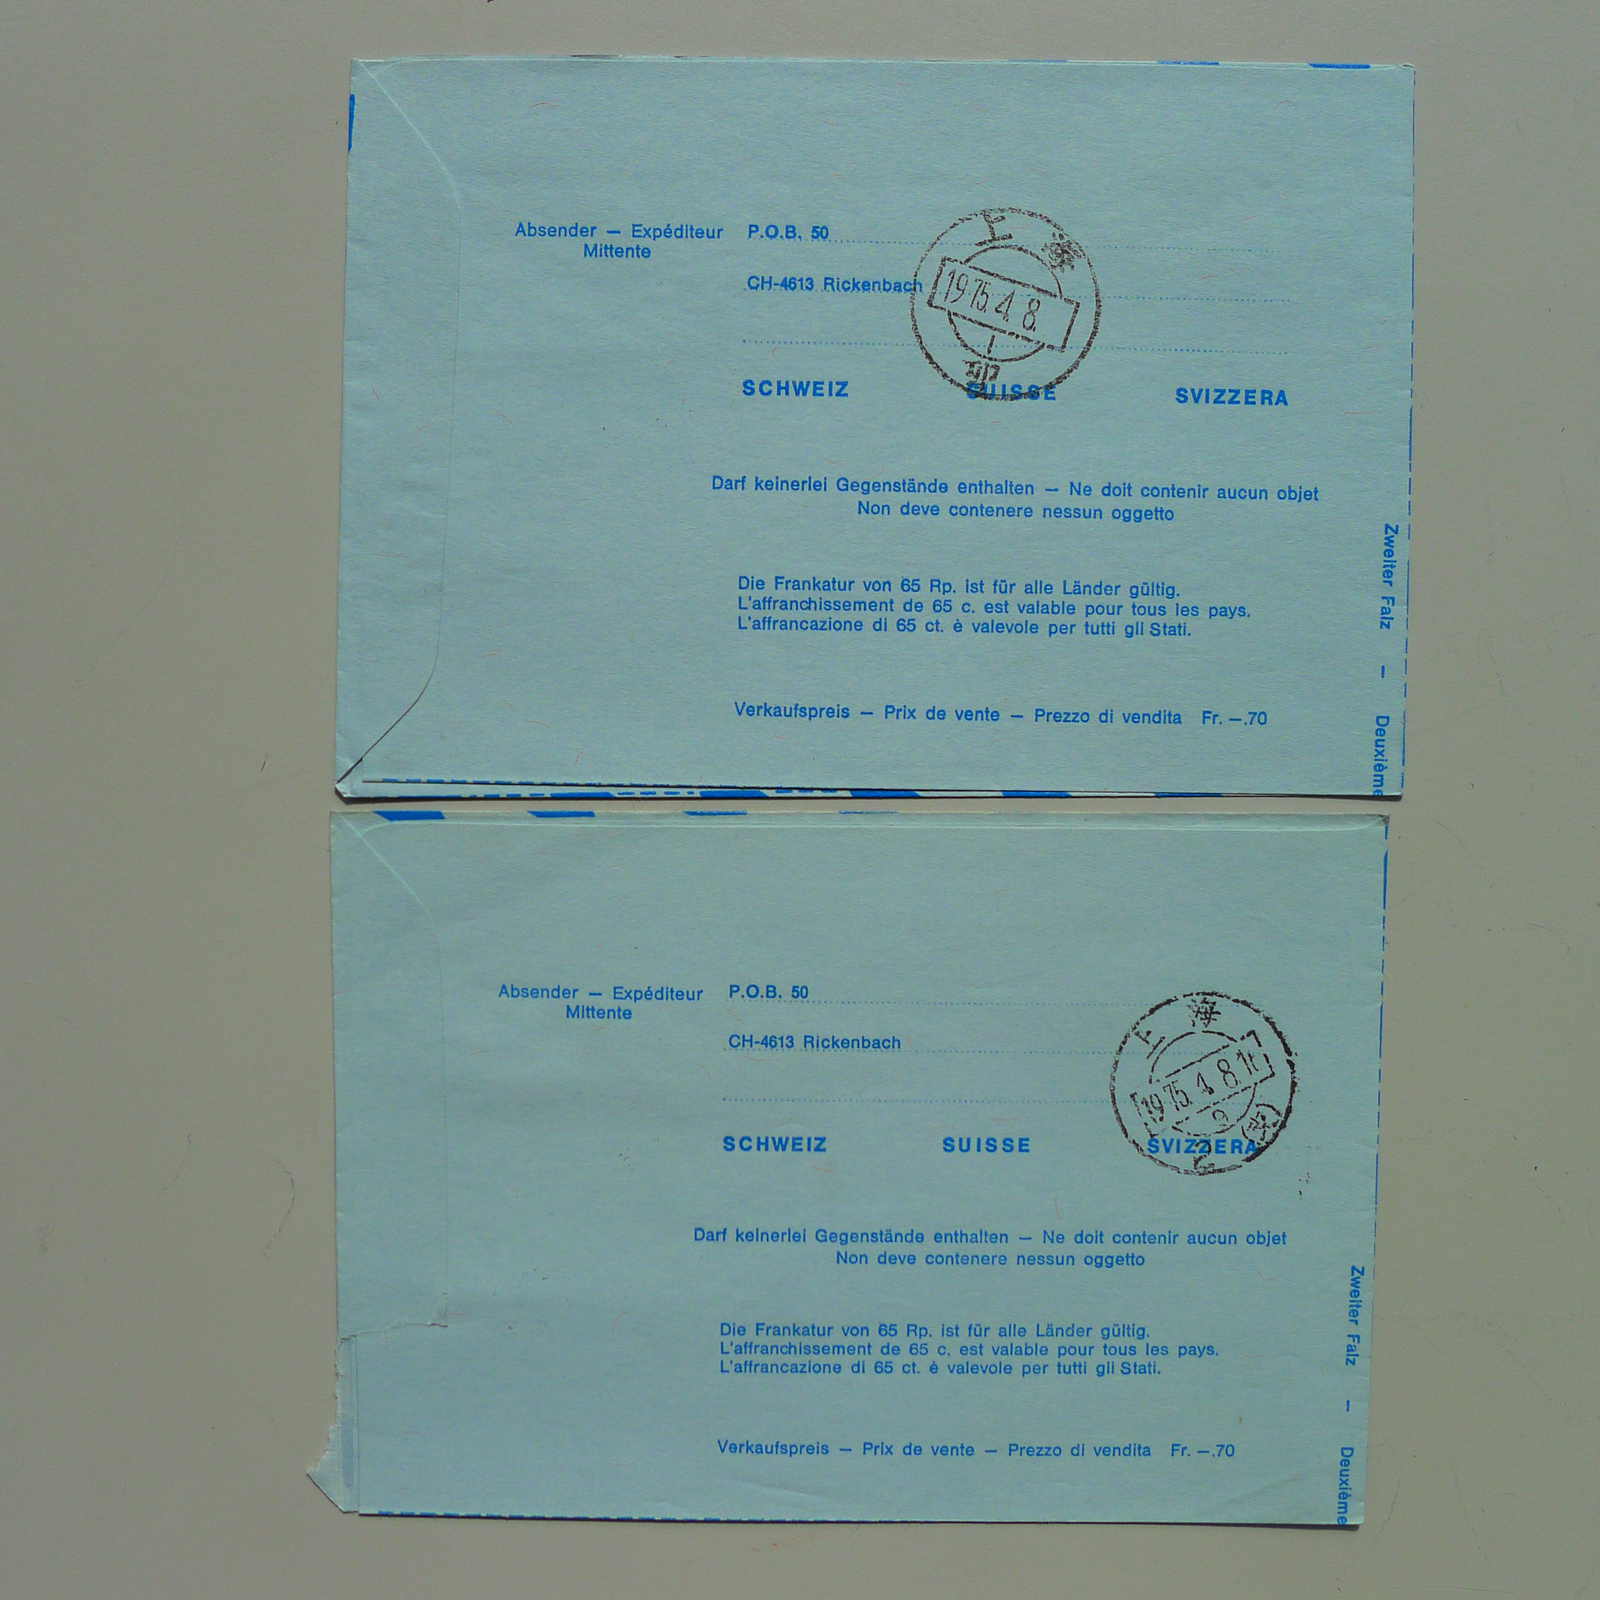 Absender — Expéditeur P.O.B. 50
Mittente
CH-4613 Rickenbach
上海
1975.4.8.
1
SCHWEIZ SUISSE SVIZZERA
Darf keinerlei Gegenstände enthalten — Ne doit contenir aucun objet
Non deve contenere nessun oggetto
Die Frankatur von 65 Rp. ist für alle Länder gültig.
L'affranchissement de 65 c. est valable pour tous les pays.
L'affrancazione di 65 ct. è valevole per tutti gli Stati.
Verkaufspreis — Prix de vente — Prezzo di vendita Fr. —.70
Zweiter Falz — Deuxième
Absender — Expéditeur P.O.B. 50
Mittente
CH-4613 Rickenbach
上海
1975.4.8.
SCHWEIZ SUISSE SVIZZERA
Darf keinerlei Gegenstände enthalten — Ne doit contenir aucun objet
Non deve contenere nessun oggetto
Die Frankatur von 65 Rp. ist für alle Länder gültig.
L'affranchissement de 65 c. est valable pour tous les pays.
L'affrancazione di 65 ct. è valevole per tutti gli Stati.
Verkaufspreis — Prix de vente — Prezzo di vendita Fr. —.70
Zweiter Falz — Deuxième